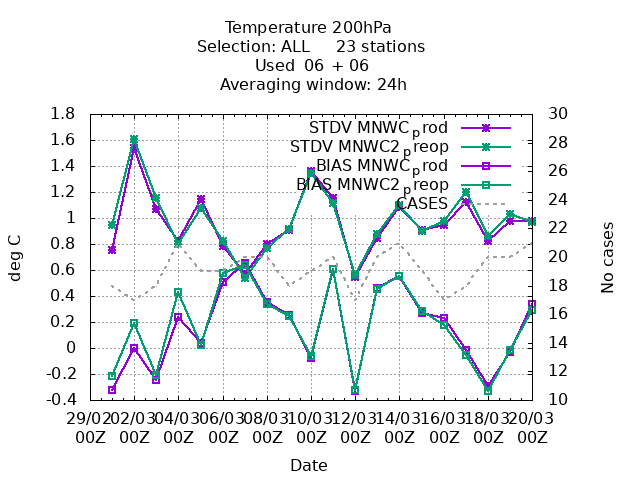 Temperature 200hPa
Selection: ALL 23 stations
Used 06 + 06
Averaging window: 24h
STDV MNWC_prod
STDV MNWC2_preop
BIAS MNWC_prod
BIAS MNWC2_preop
CASES
deg C
1.8
1.6
1.4
1.2
1
0.8
0.6
0.4
0.2
0
-0.2
-0.4
No cases
30
28
26
24
22
20
18
16
14
12
10
29/02 02/03 04/03 06/03 08/03 10/03 12/03 14/03 16/03 18/03 20/03
00Z 00Z 00Z 00Z 00Z 00Z 00Z 00Z 00Z 00Z 00Z
Date